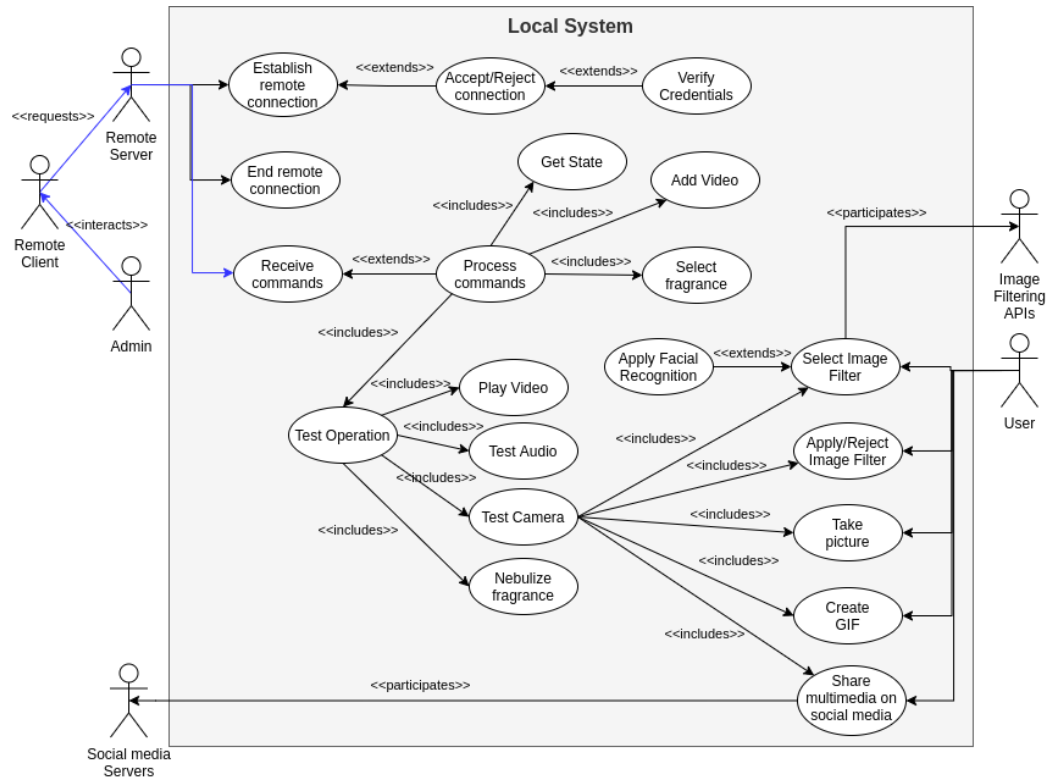 Local System
Establish
remote
connection
<<extends>>
Accept/Reject
connection
<<extends>>
Verify
Credentials
<<requests>>
Remote
Server
Get State
End remote
connection
Add Video
<<includes>>
<<includes>>
<<participates>>
<<interacts>>
Remote
Client
Receive
commands
<<extends>>
Process
commands
<<includes>>
Select
fragrance
Image
Filtering
APIs
Admin
<<includes>>
Apply Facial
Recognition
<<extends>>
Select Image
Filter
<<includes>>
Play Video
User
Test Operation
<<includes>>
Test Audio
<<includes>>
Apply/Reject
Image Filter
<<includes>>
<<includes>>
Test Camera
<<includes>>
Take
picture
<<includes>>
Nebulize
fragrance
<<includes>>
Create
GIF
<<includes>>
Share
multimedia on
social media
<<participates>>
Social media
Servers